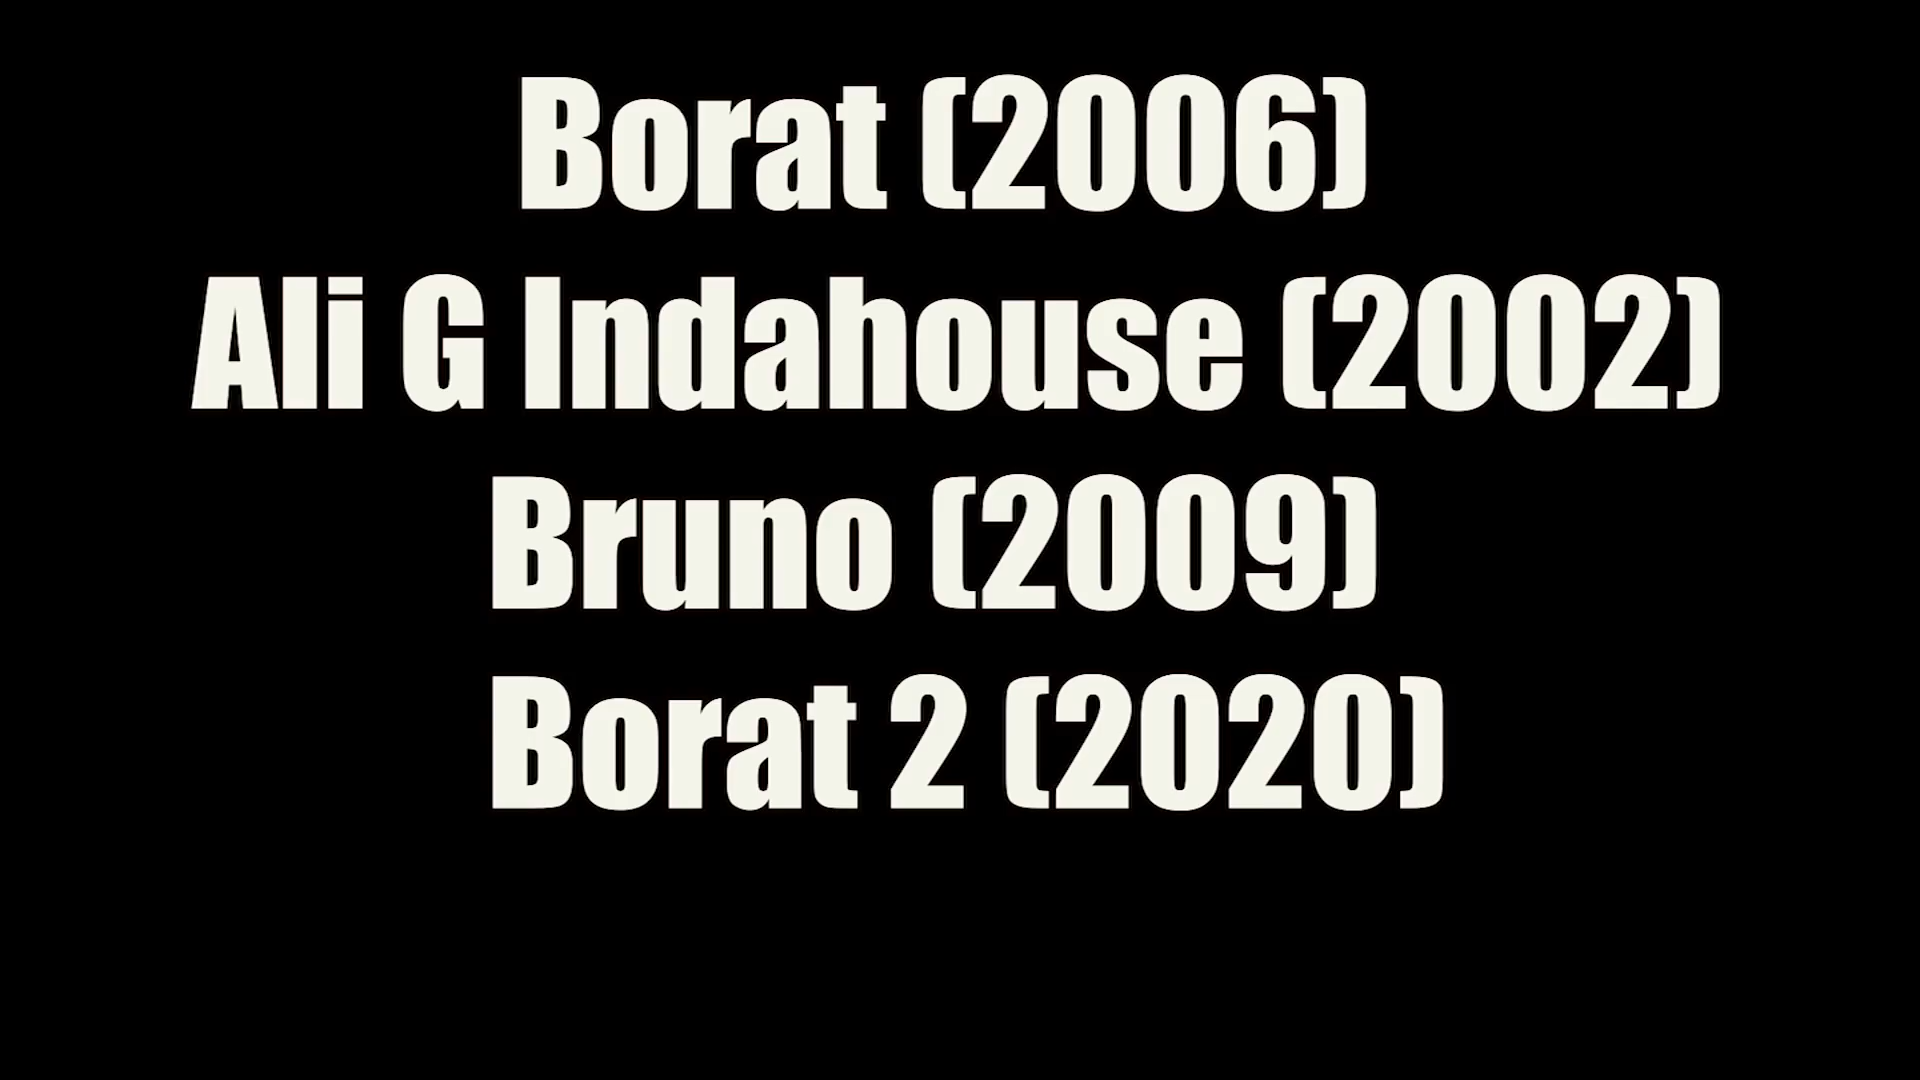 Borat (2006)
Ali G Indahouse (2002)
Bruno (2009)
Borat 2 (2020)